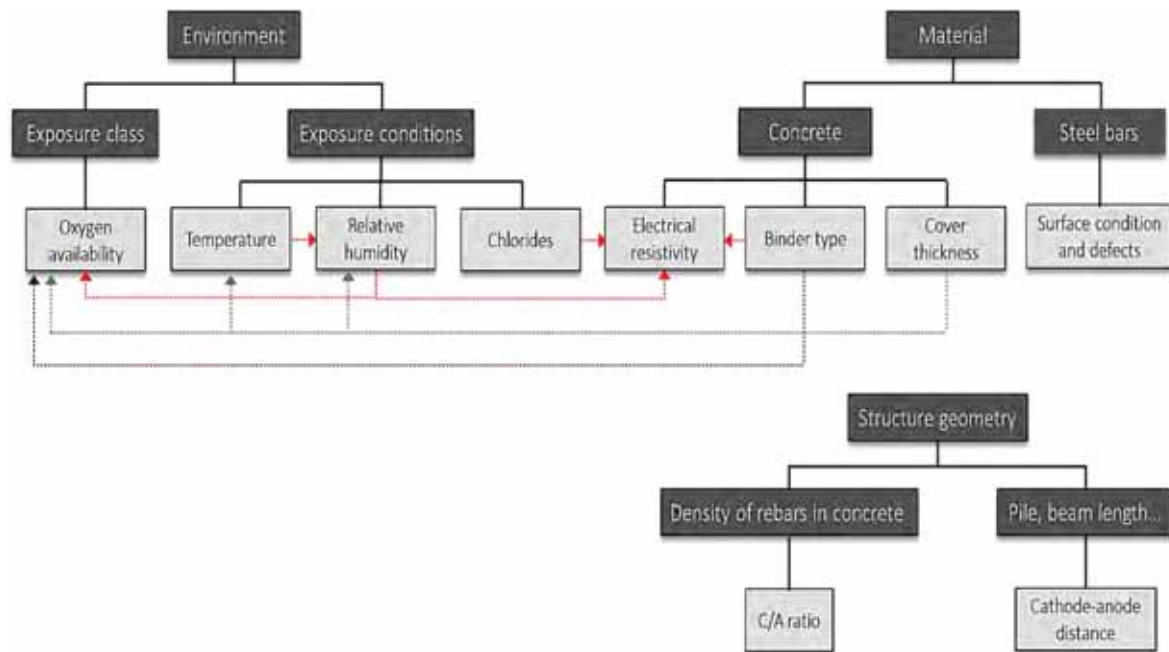 Environment
Material
Exposure class
Exposure conditions
Concrete
Steel bars
Oxygen
availability
Temperature
Relative
humidity
Chlorides
Electrical
resistivity
Binder type
Cover
thickness
Surface condition
and defects
Structure geometry
Density of rebars in concrete
Pile, beam length...
C/A ratio
Cathode-anode
distance